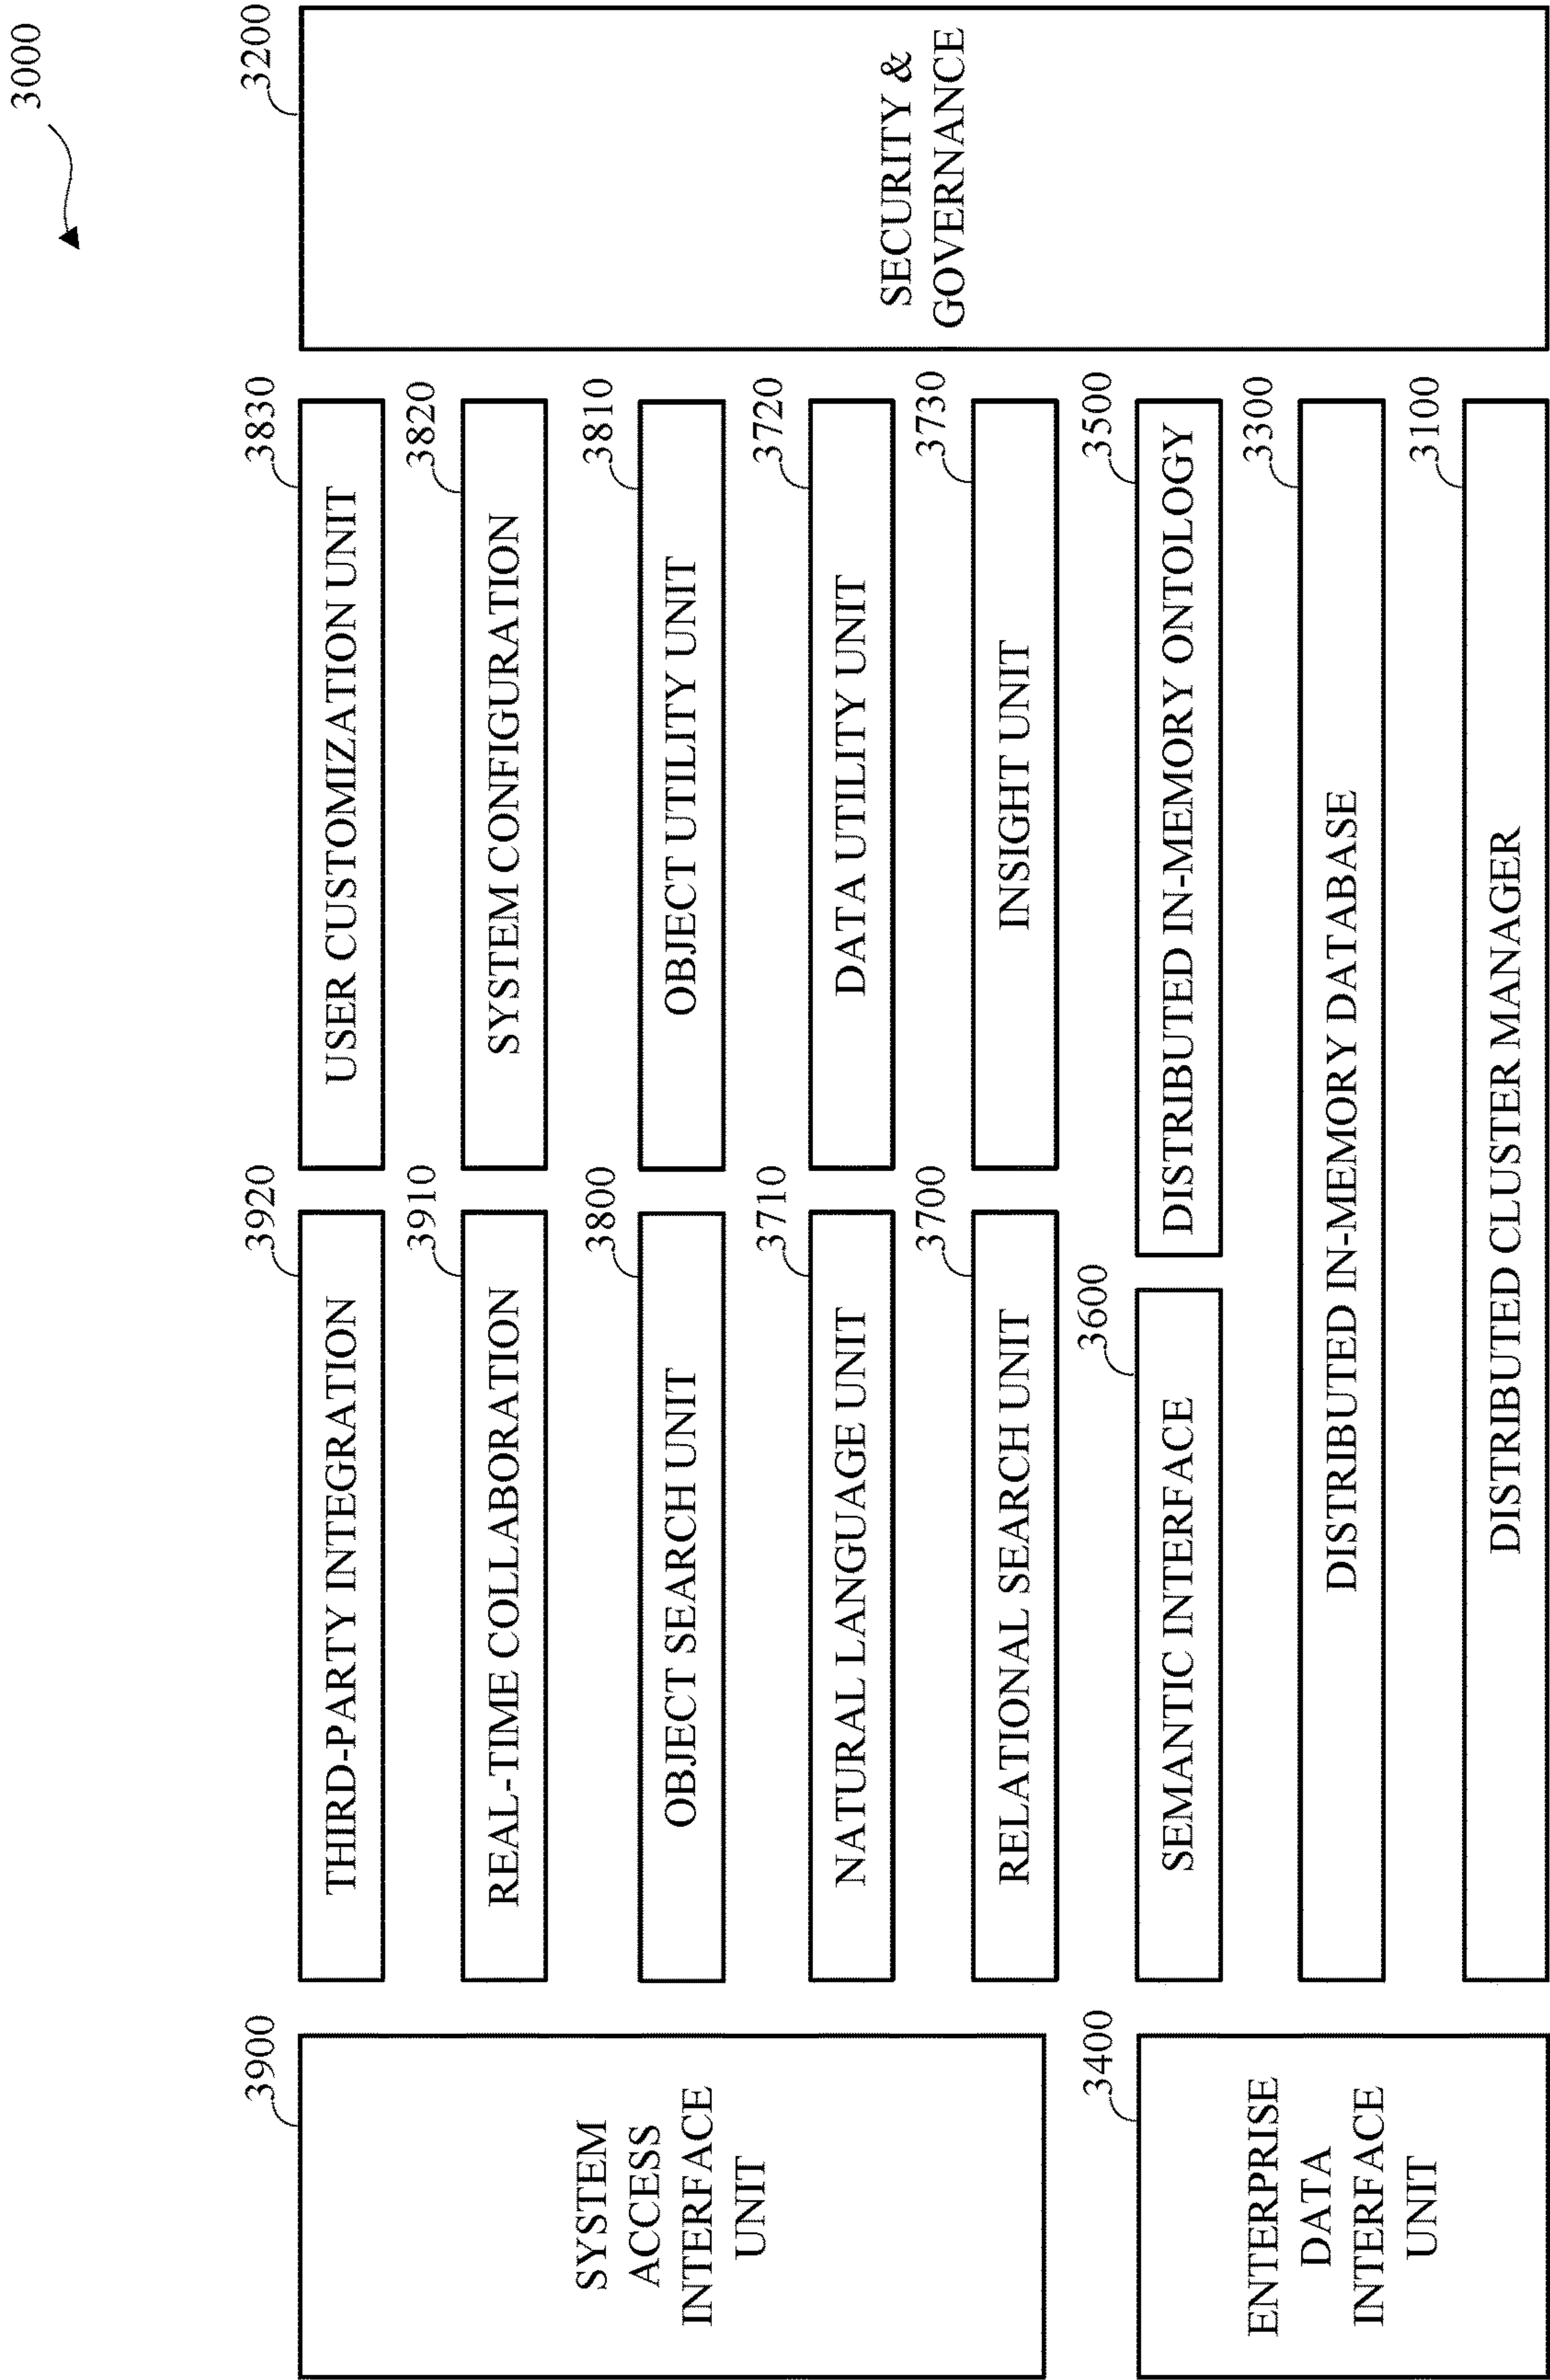 3000
3900
SYSTEM
ACCESS
INTERFACE
UNIT
3920
THIRD-PARTY INTEGRATION
3830
USER CUSTOMIZATION UNIT
3200
SECURITY &
GOVERNANCE
3910
REAL-TIME COLLABORATION
3820
SYSTEM CONFIGURATION
3800
OBJECT SEARCH UNIT
3810
OBJECT UTILITY UNIT
3710
NATURAL LANGUAGE UNIT
3720
DATA UTILITY UNIT
3700
RELATIONAL SEARCH UNIT
3730
INSIGHT UNIT
3400
ENTERPRISE
DATA
INTERFACE
UNIT
3600
SEMANTIC INTERFACE
3500
DISTRIBUTED IN-MEMORY ONTOLOGY
3300
DISTRIBUTED IN-MEMORY DATABASE
3100
DISTRIBUTED CLUSTER MANAGER